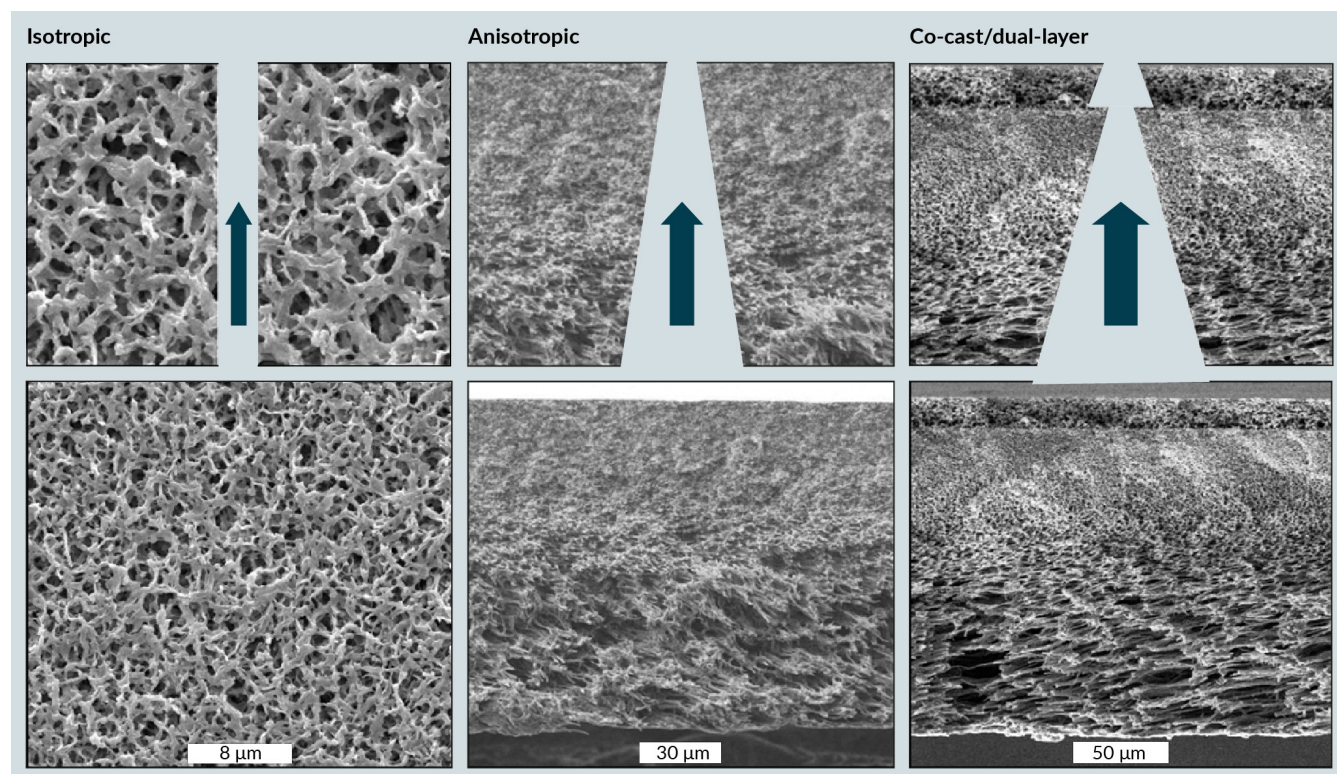 Isotropic
Anisotropic
Co-cast/dual-layer
8 µm
30 µm
50 µm